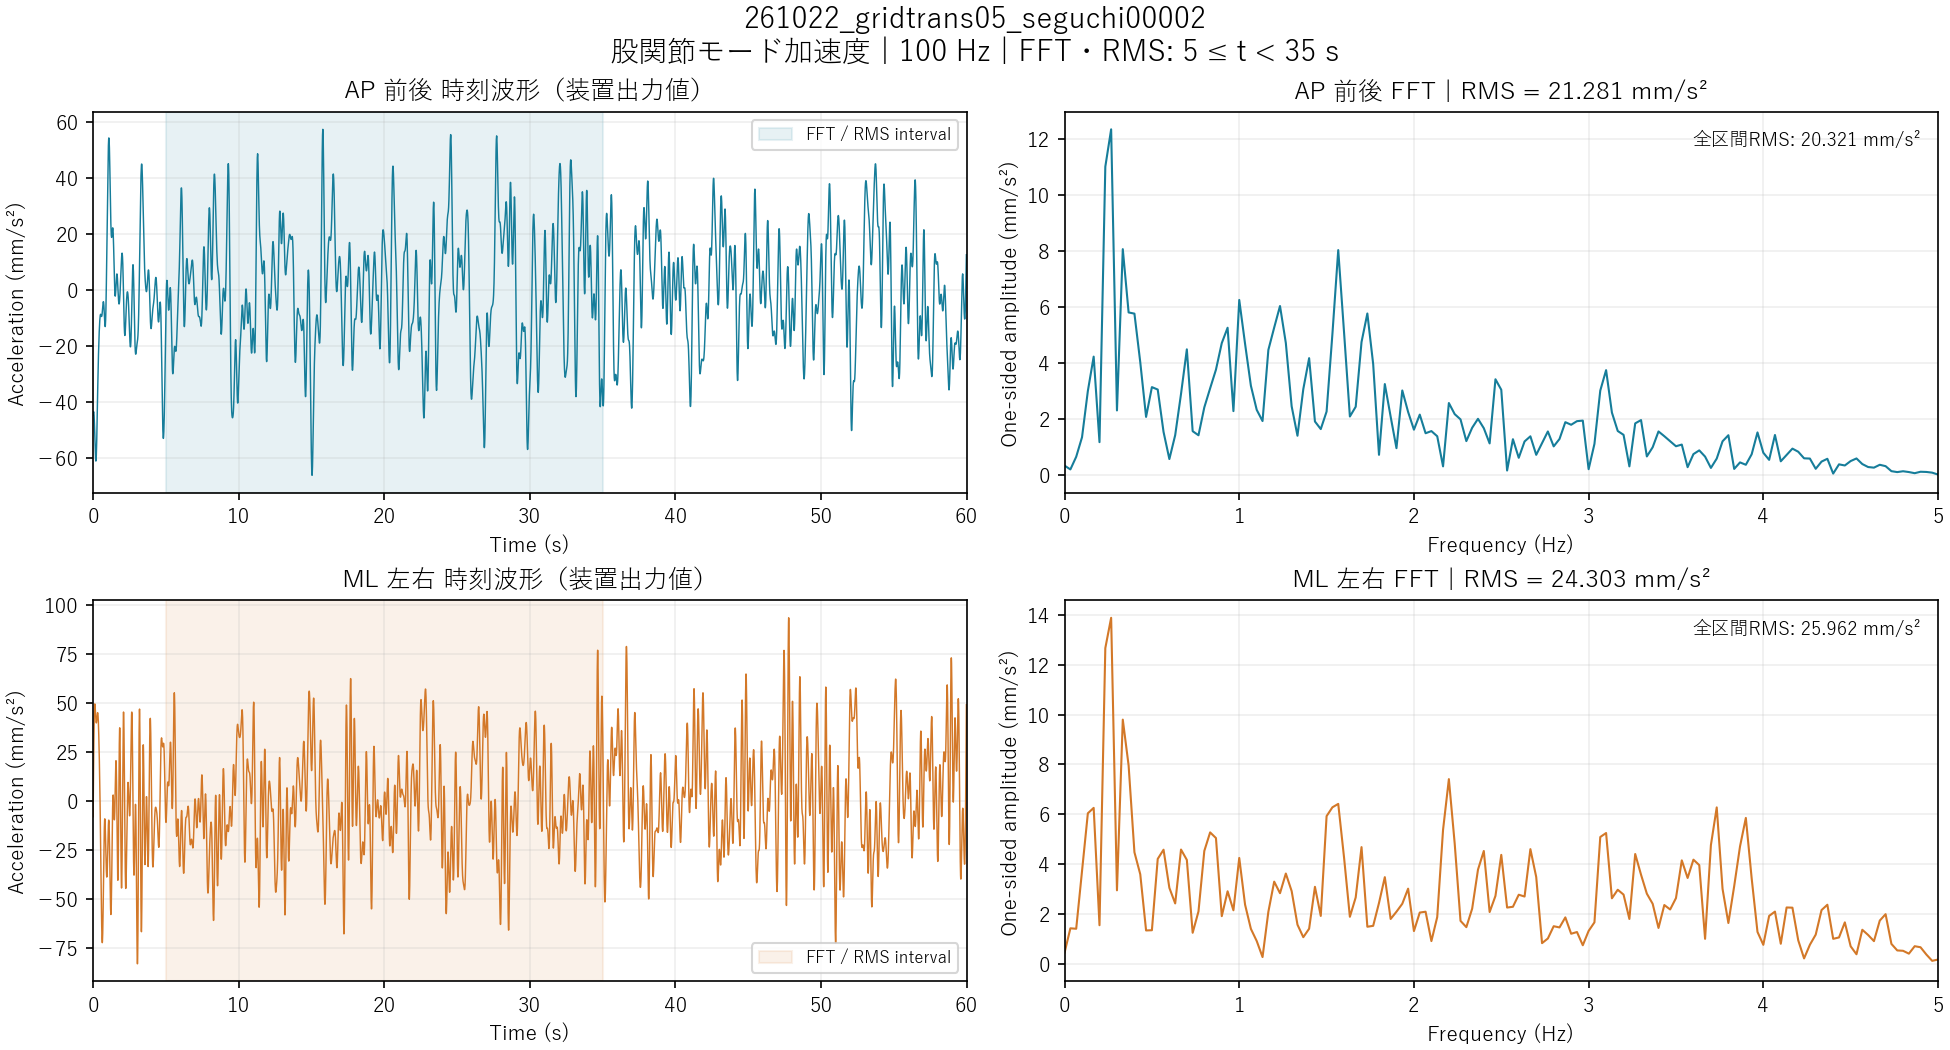 261022_gridtrans05_seguchi00002
股関節モード加速度 | 100 Hz | FFT・RMS: 5 ≤ t < 35 s
AP 前後 時刻波形（装置出力値）
Acceleration (mm/s²)
60
40
20
0
−20
−40
−60
FFT / RMS interval
0 10 20 30 40 50 60
Time (s)
AP 前後 FFT | RMS = 21.281 mm/s²
One-sided amplitude (mm/s²)
12
10
8
6
4
2
0
全区間RMS: 20.321 mm/s²
0 1 2 3 4 5
Frequency (Hz)
ML 左右 時刻波形（装置出力値）
Acceleration (mm/s²)
100
75
50
25
0
−25
−50
−75
FFT / RMS interval
0 10 20 30 40 50 60
Time (s)
ML 左右 FFT | RMS = 24.303 mm/s²
One-sided amplitude (mm/s²)
14
12
10
8
6
4
2
0
全区間RMS: 25.962 mm/s²
0 1 2 3 4 5
Frequency (Hz)